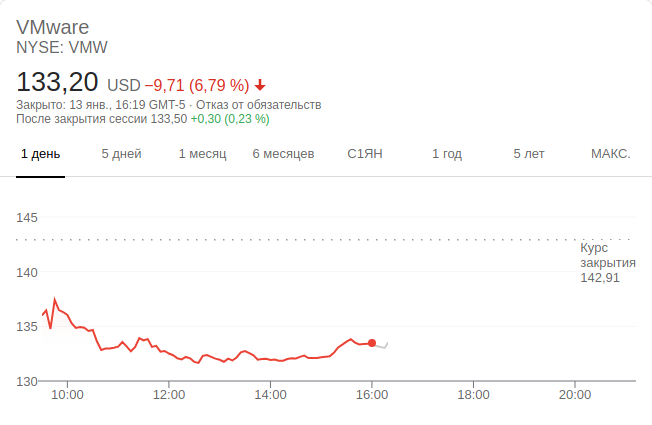 VMware
NYSE: VMW
133,20 USD −9,71 (6,79 %)
Закрыто: 13 янв., 16:19 GMT-5 · Отказ от обязательств
После закрытия сессии 133,50 +0,30 (0,23 %)
1 день 5 дней 1 месяц 6 месяцев С1ЯН 1 год 5 лет МАКС.
145
Курс
закрытия
142,91
140
135
130
10:00 12:00 14:00 16:00 18:00 20:00